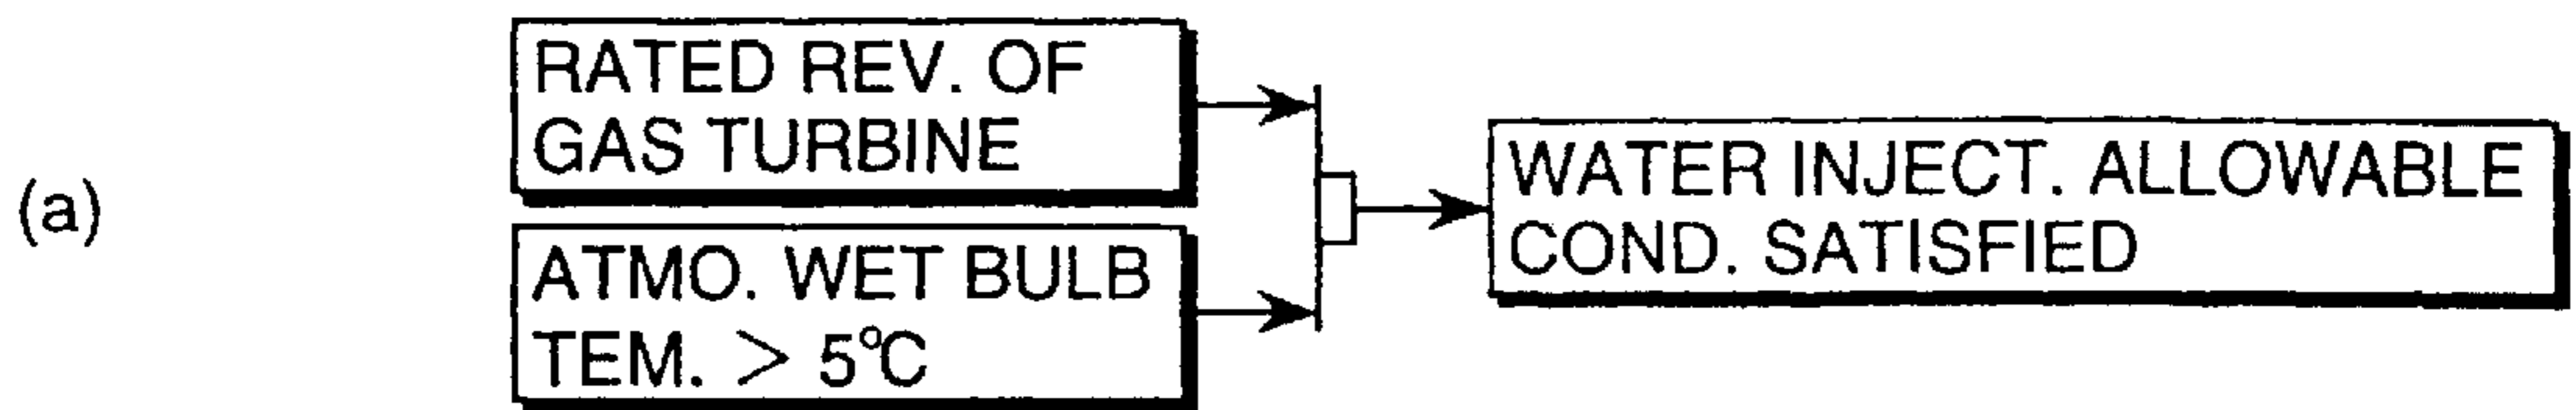 (a)
RATED REV. OF
GAS TURBINE
ATMO. WET BULB
TEM. > 5℃
WATER INJECT. ALLOWABLE
COND. SATISFIED